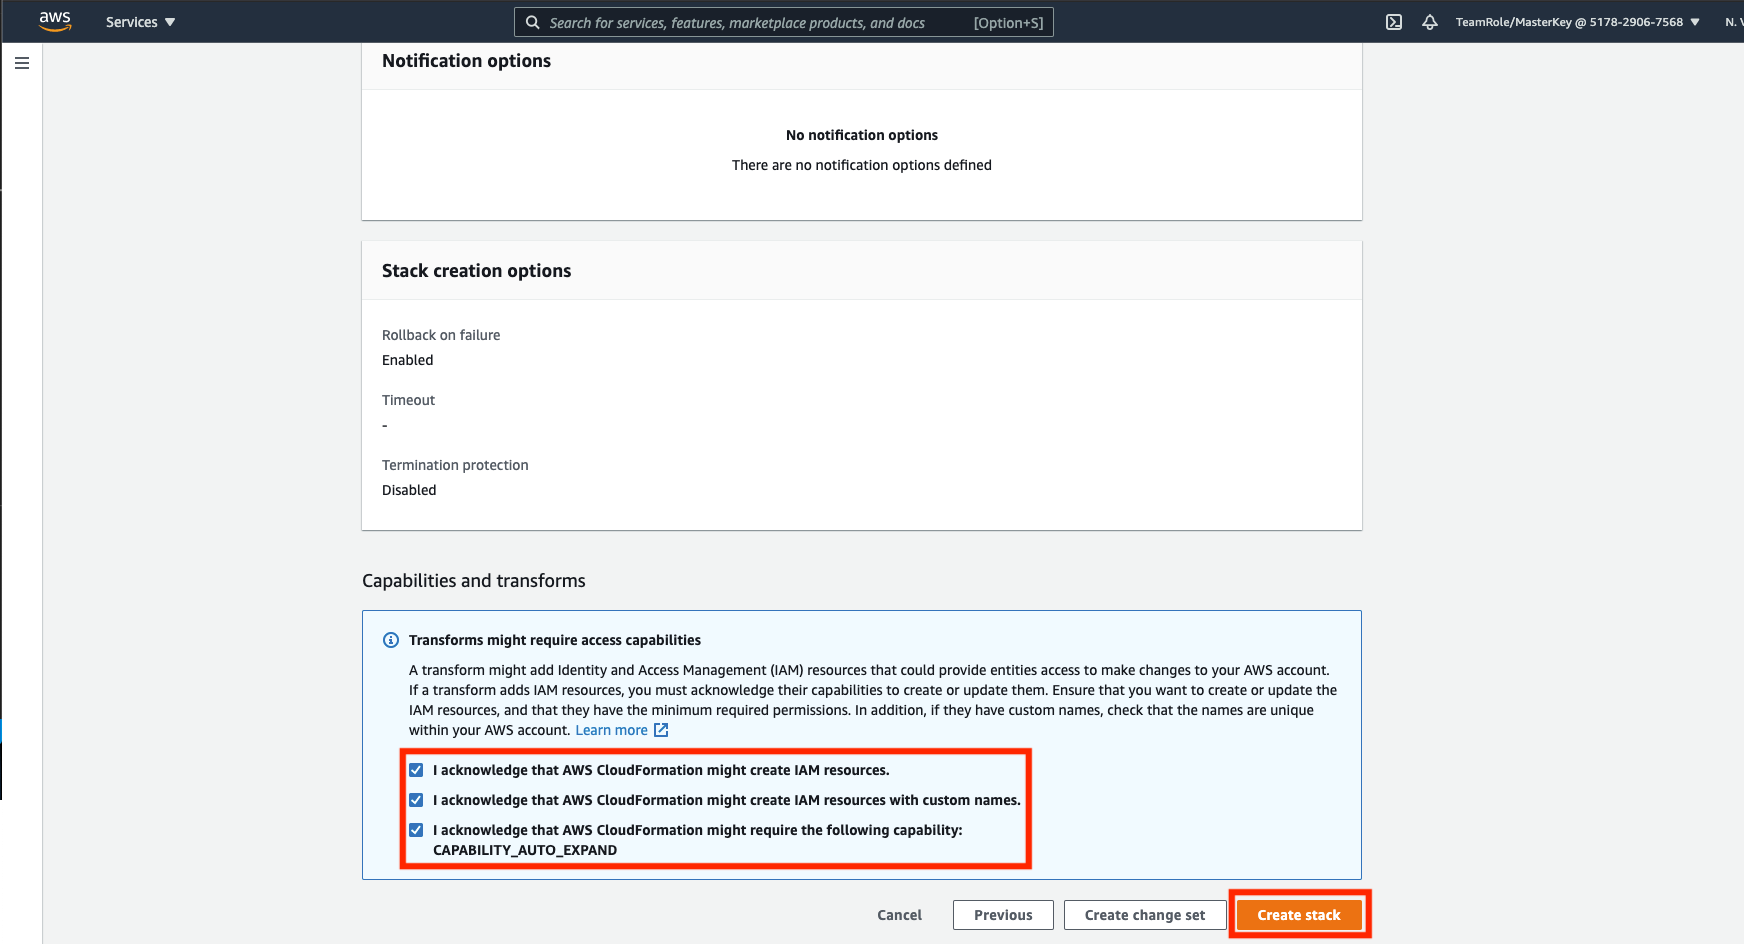 aws
Services
Search for services, features, marketplace products, and docs
[Option+S]
TeamRole/MasterKey @ 5178-2906-7568
N. V
Notification options
No notification options
There are no notification options defined
Stack creation options
Rollback on failure
Enabled
Timeout
-
Termination protection
Disabled
Capabilities and transforms
Transforms might require access capabilities
A transform might add Identity and Access Management (IAM) resources that could provide entities access to make changes to your AWS account.
If a transform adds IAM resources, you must acknowledge their capabilities to create or update them. Ensure that you want to create or update the
IAM resources, and that they have the minimum required permissions. In addition, if they have custom names, check that the names are unique
within your AWS account. Learn more
I acknowledge that AWS CloudFormation might create IAM resources.
I acknowledge that AWS CloudFormation might create IAM resources with custom names.
I acknowledge that AWS CloudFormation might require the following capability:
CAPABILITY_AUTO_EXPAND
Cancel
Previous
Create change set
Create stack